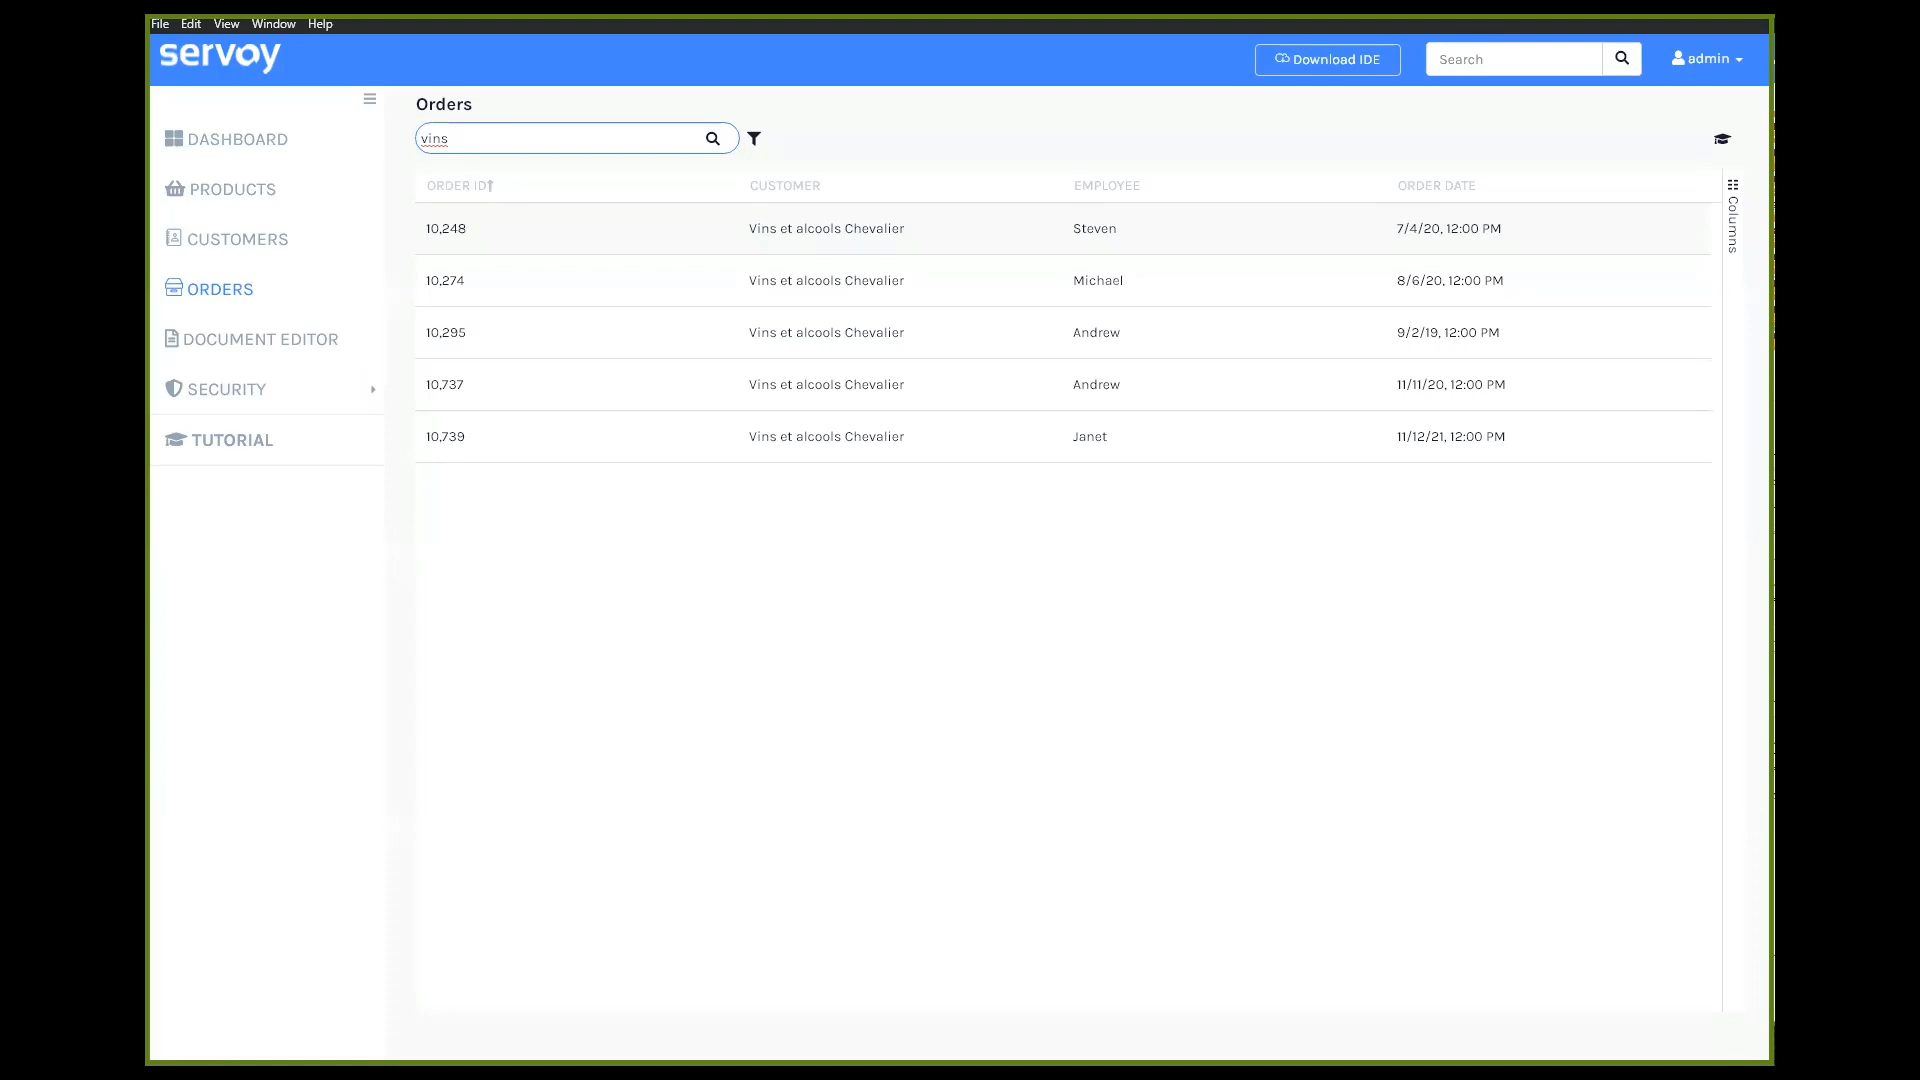 File Edit View Window Help
servoy
Download IDE
Search
admin
DASHBOARD
PRODUCTS
CUSTOMERS
ORDERS
DOCUMENT EDITOR
SECURITY
TUTORIAL
Orders
vins
ORDER ID CUSTOMER EMPLOYEE ORDER DATE
10,248 Vins et alcools Chevalier Steven 7/4/20, 12:00 PM
10,274 Vins et alcools Chevalier Michael 8/6/20, 12:00 PM
10,295 Vins et alcools Chevalier Andrew 9/2/19, 12:00 PM
10,737 Vins et alcools Chevalier Andrew 11/11/20, 12:00 PM
10,739 Vins et alcools Chevalier Janet 11/12/21, 12:00 PM
Columns